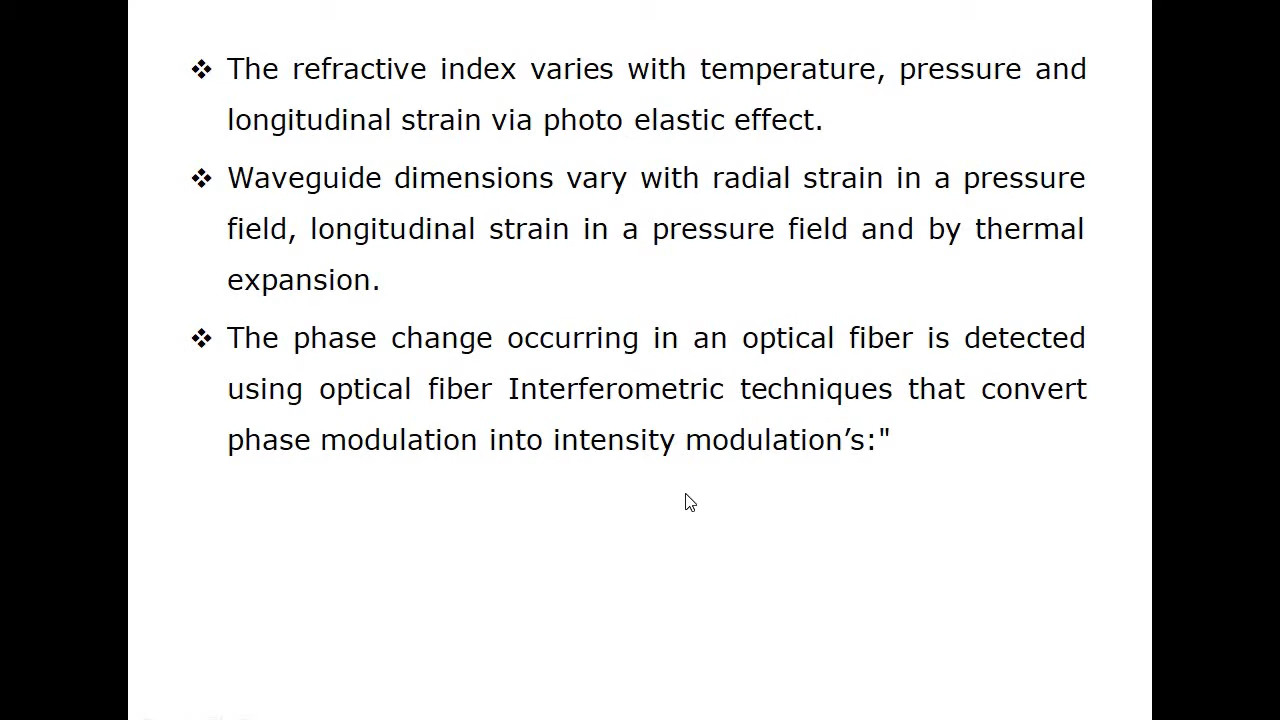 ❖ The refractive index varies with temperature, pressure and
longitudinal strain via photo elastic effect.
❖ Waveguide dimensions vary with radial strain in a pressure
field, longitudinal strain in a pressure field and by thermal
expansion.
❖ The phase change occurring in an optical fiber is detected
using optical fiber Interferometric techniques that convert
phase modulation into intensity modulation’s:"